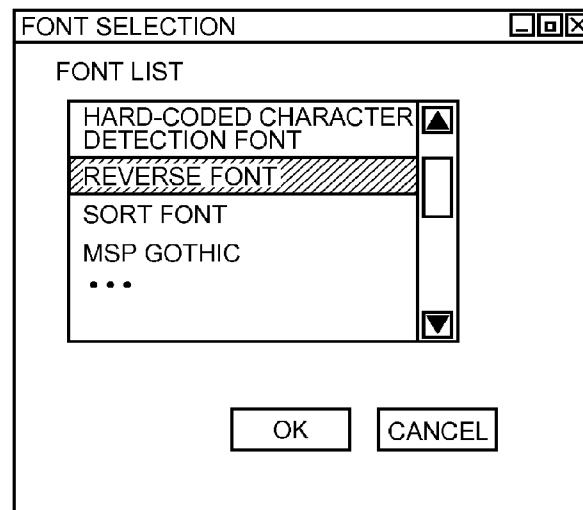 FONT SELECTION
FONT LIST
HARD-CODED CHARACTER
DETECTION FONT
REVERSE FONT
SORT FONT
MSP GOTHIC
•••
OK CANCEL